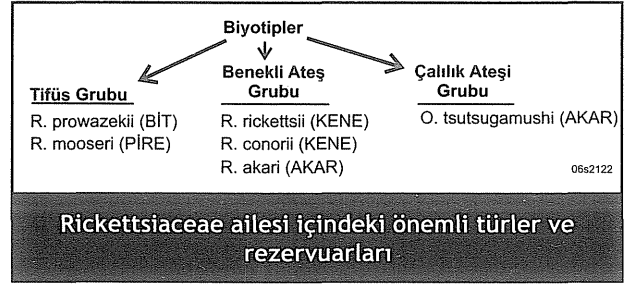 Biyotipler
Tifüs Grubu
R. prowazekii (BİT)
R. mooseri (PİRE)
Benekli Ateş
Grubu
R. rickettsii (KENE)
R. conorii (KENE)
R. akari (AKAR)
Çalılık Ateşi
Grubu
O. tsutsugamushi (AKAR)
06s2122
Rickettsiaceae ailesi içindeki önemli türler ve
rezervuarları